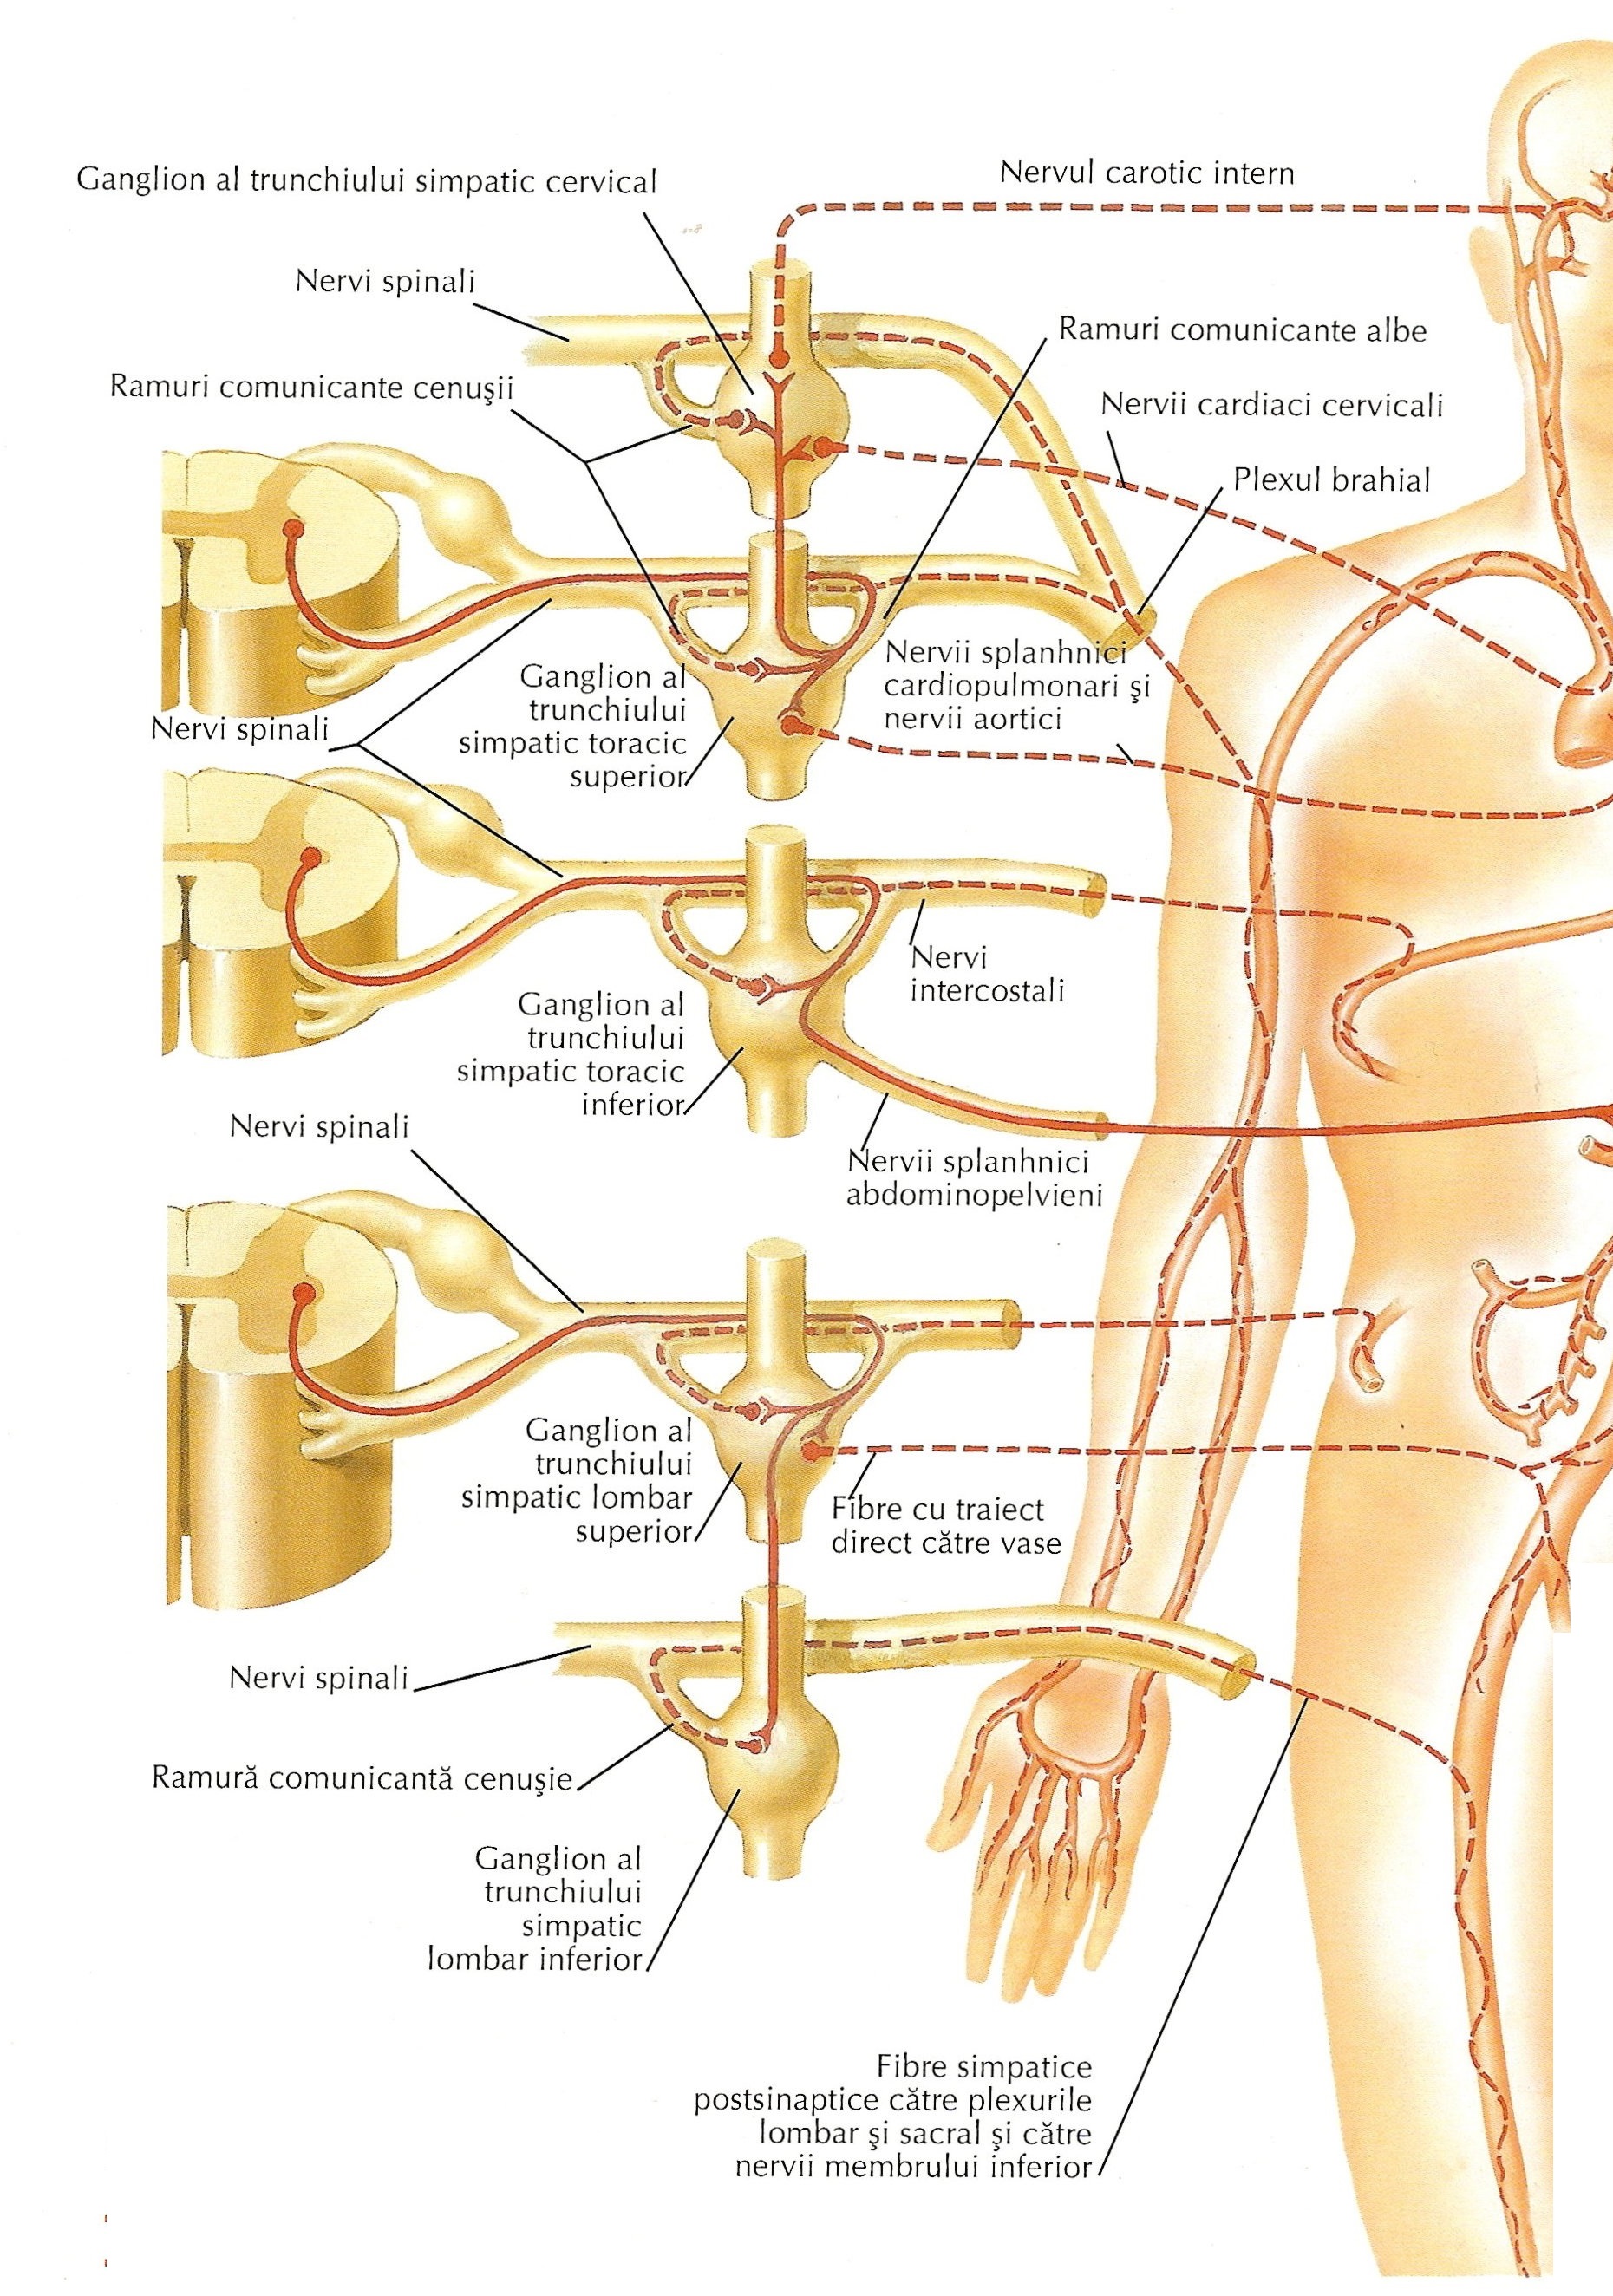 Nervul carotic intern
Ganglion al trunchiului simpatic cervical
Nervi spinali
Ramuri comunicante albe
Ramuri comunicante cenuşii
Nervii cardiaci cervicali
Plexul brahial
Nervii splanhnici
cardiopulmonari şi
nervii aortici
Ganglion al
trunchiului
simpatic toracic
superior
Nervi spinali
Nervi
intercostali
Ganglion al
trunchiului
simpatic toracic
inferior
Nervi spinali
Nervii splanhnici
abdominopelvieni
Ganglion al
trunchiului
simpatic lombar
superior
Fibre cu traiect
direct către vase
Nervi spinali
Ramură comunicantă cenuşie
Ganglion al
trunchiului
simpatic
lombar inferior
Fibre simpatice
postsinaptice către plexurile
lombar şi sacral şi către
nervii membrului inferior